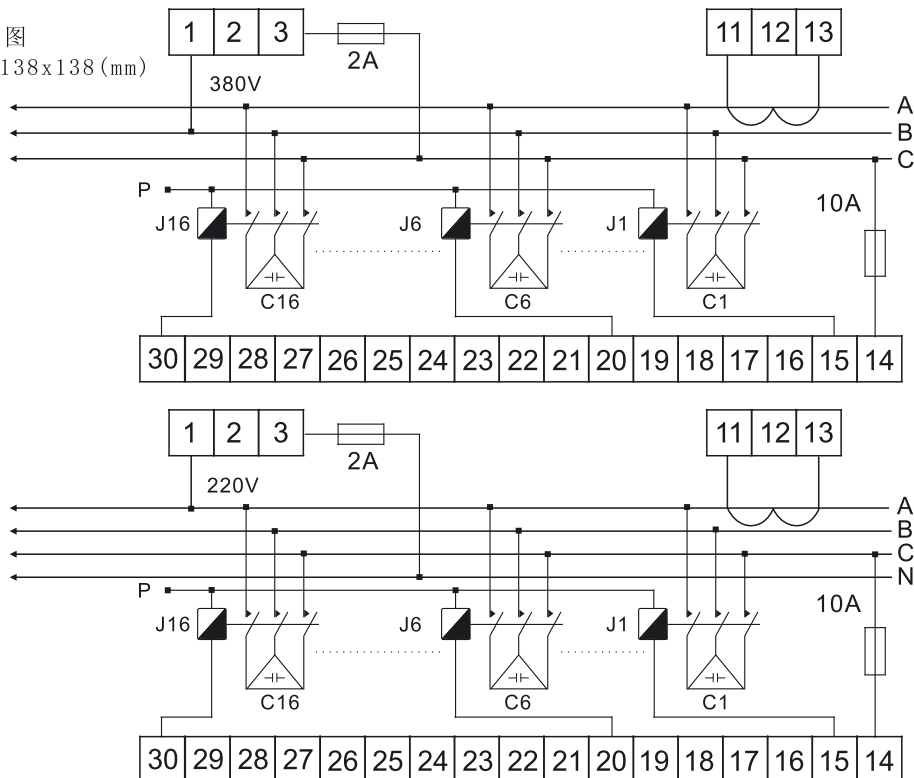 图
138x138(mm)
1 2 3
2A
11 12 13
380V
A
B
C
P
10A
J16
J6
J1
C16
C6
C1
30 29 28 27 26 25 24 23 22 21 20 19 18 17 16 15 14
1 2 3
2A
11 12 13
220V
A
B
C
N
P
10A
J16
J6
J1
C16
C6
C1
30 29 28 27 26 25 24 23 22 21 20 19 18 17 16 15 14